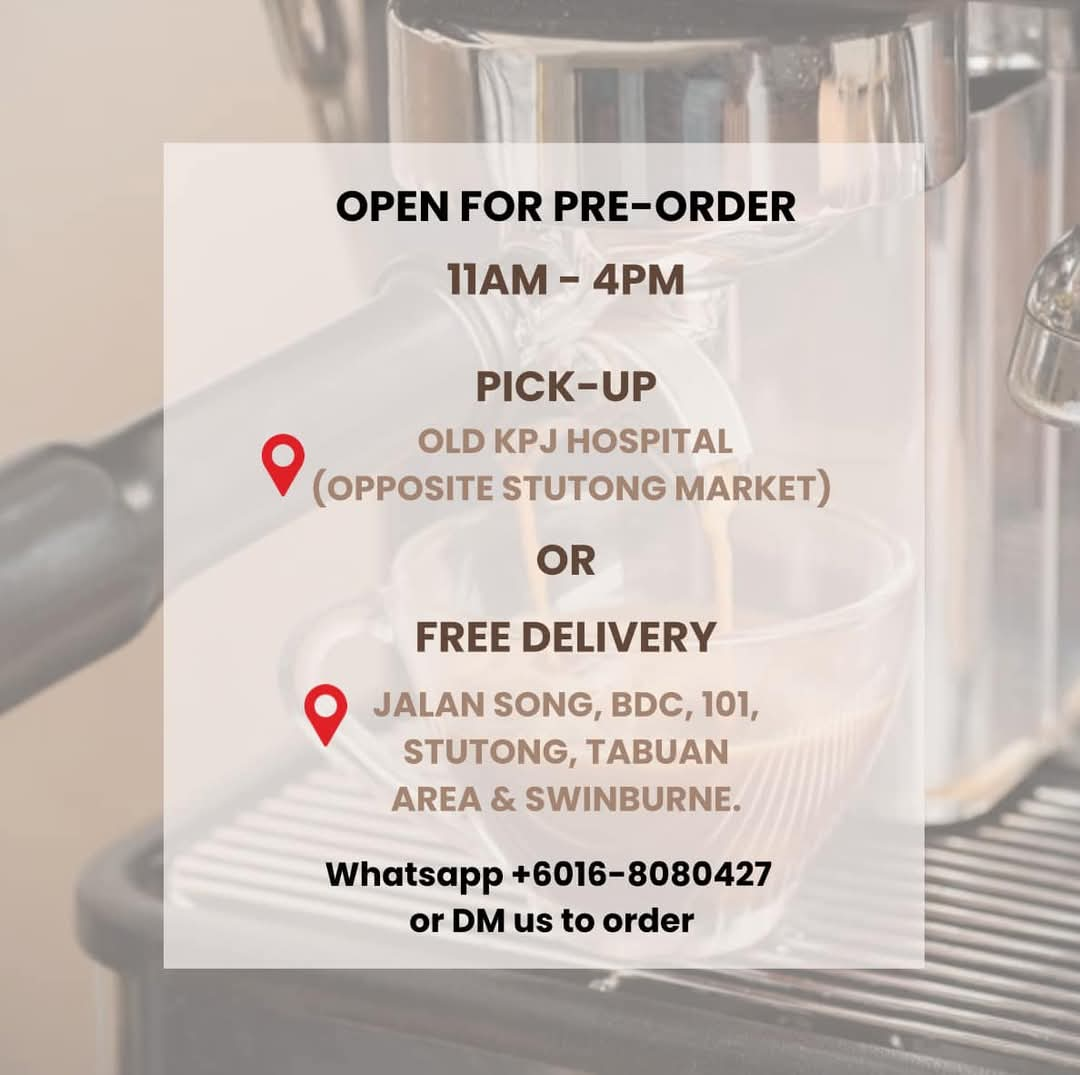 OPEN FOR PRE-ORDER
11AM - 4PM
PICK-UP
OLD KPJ HOSPITAL
(OPPOSITE STUTONG MARKET)
OR
FREE DELIVERY
JALAN SONG, BDC, 101,
STUTONG, TABUAN
AREA & SWINBURNE.
Whatsapp +6016-8080427
or DM us to order